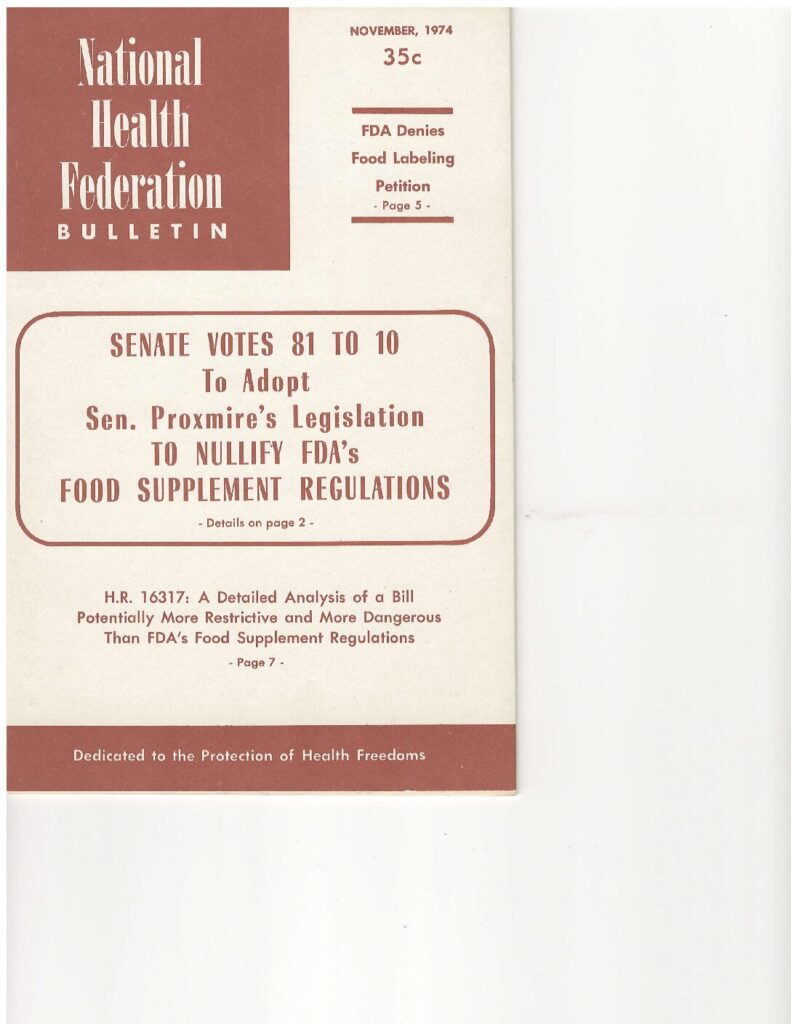 National
Health
Federation
BULLETIN
NOVEMBER, 1974
35c
FDA Denies
Food Labeling
Petition
- Page 5 -
SENATE VOTES 81 TO 10
To Adopt
Sen. Proxmire's Legislation
TO NULLIFY FDA's
FOOD SUPPLEMENT REGULATIONS
- Details on page 2 -
H.R. 16317: A Detailed Analysis of a Bill
Potentially More Restrictive and More Dangerous
Than FDA's Food Supplement Regulations
- Page 7 -
Dedicated to the Protection of Health Freedoms